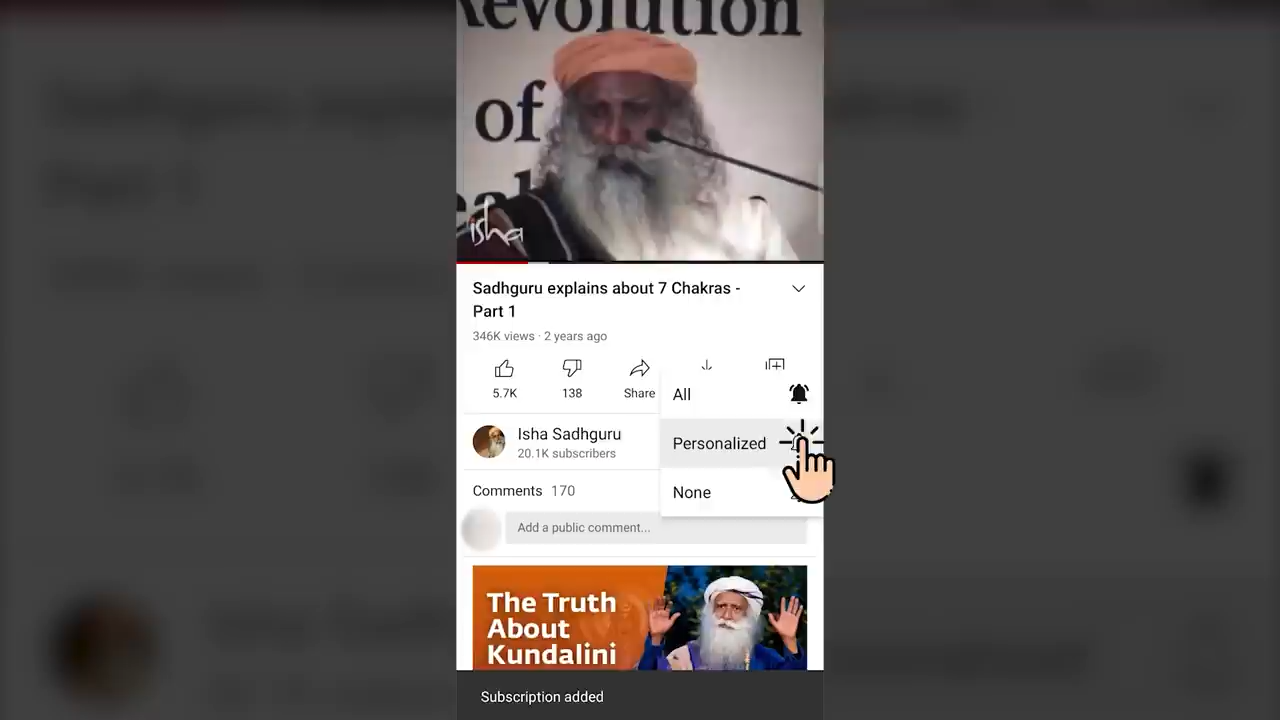 Revolution
of
isha
Sadhguru explains about 7 Chakras -
Part 1
346K views · 2 years ago
5.7K
138
Share
All
Isha Sadhguru
20.1K subscribers
Personalized
Comments 170
None
Add a public comment...
The Truth
About
Kundalini
Subscription added